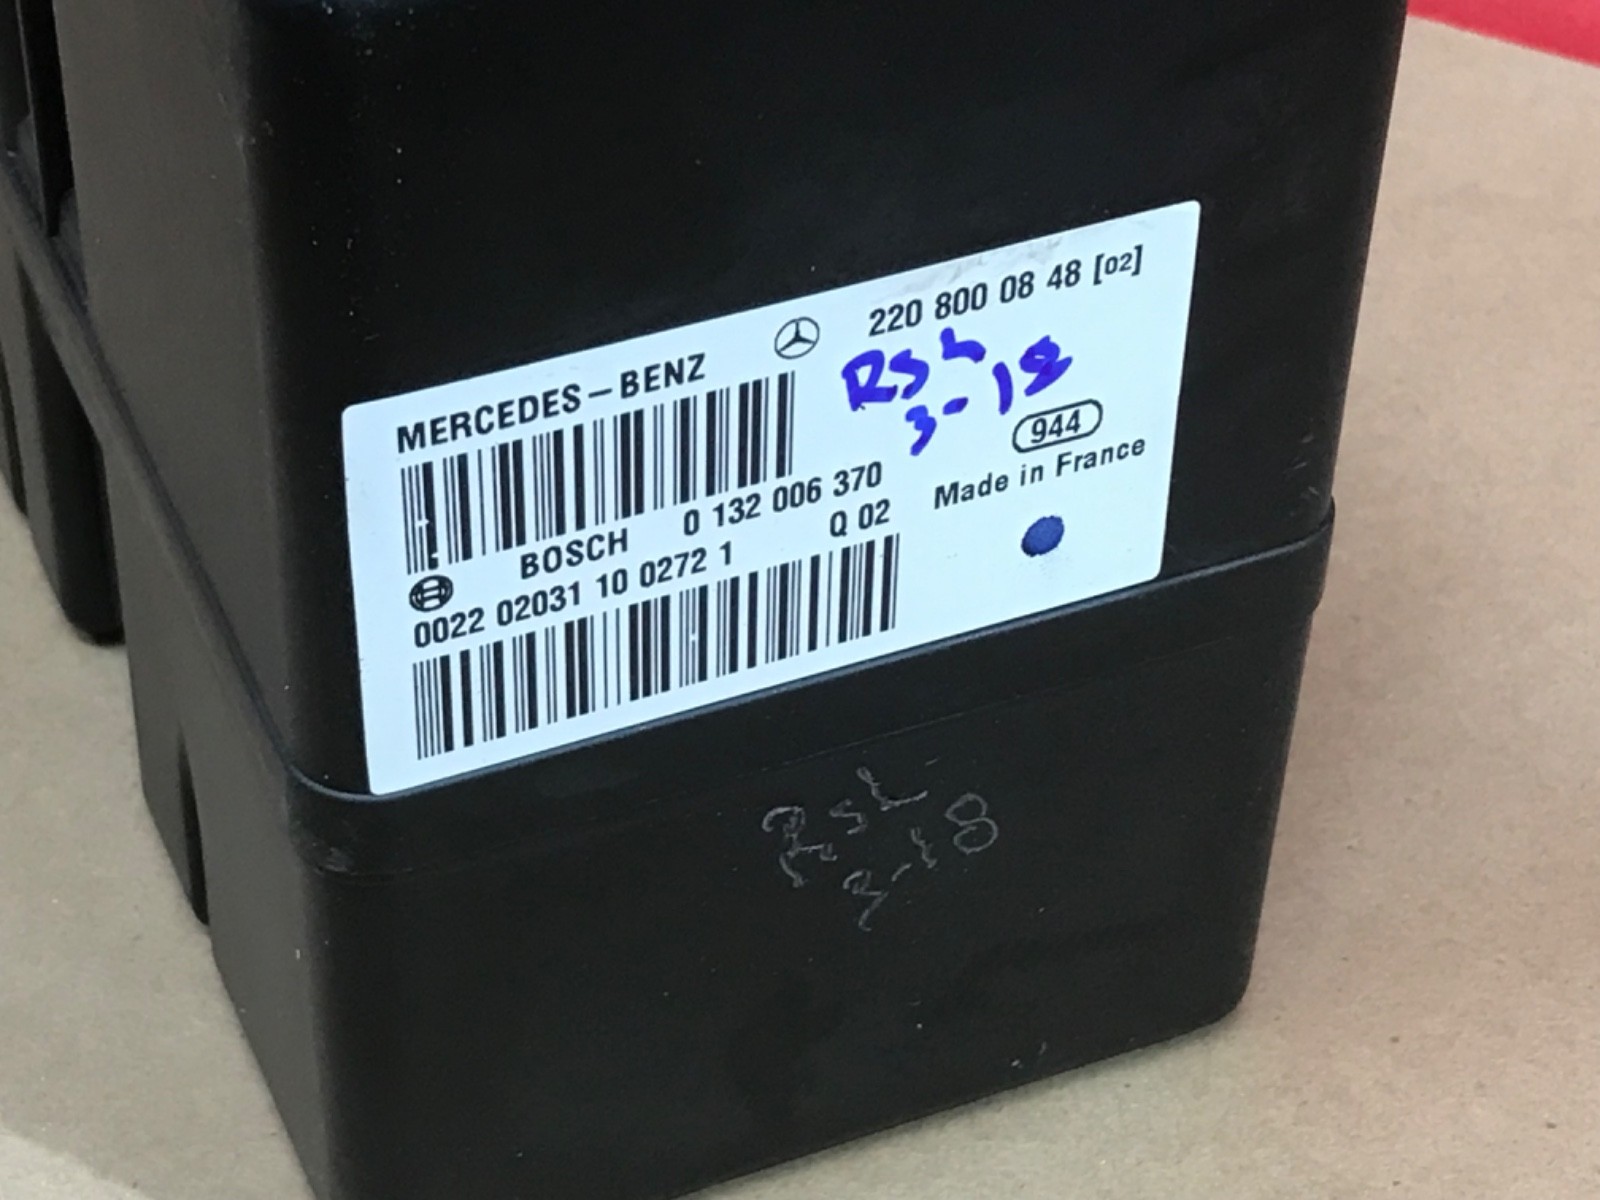 220 800 08 48 [02]
MERCEDES-BENZ
RSL
3-18
944
Made in France
BOSCH 0 132 006 370
0022 02031 10 0272 1 Q 02
RSL
3-18